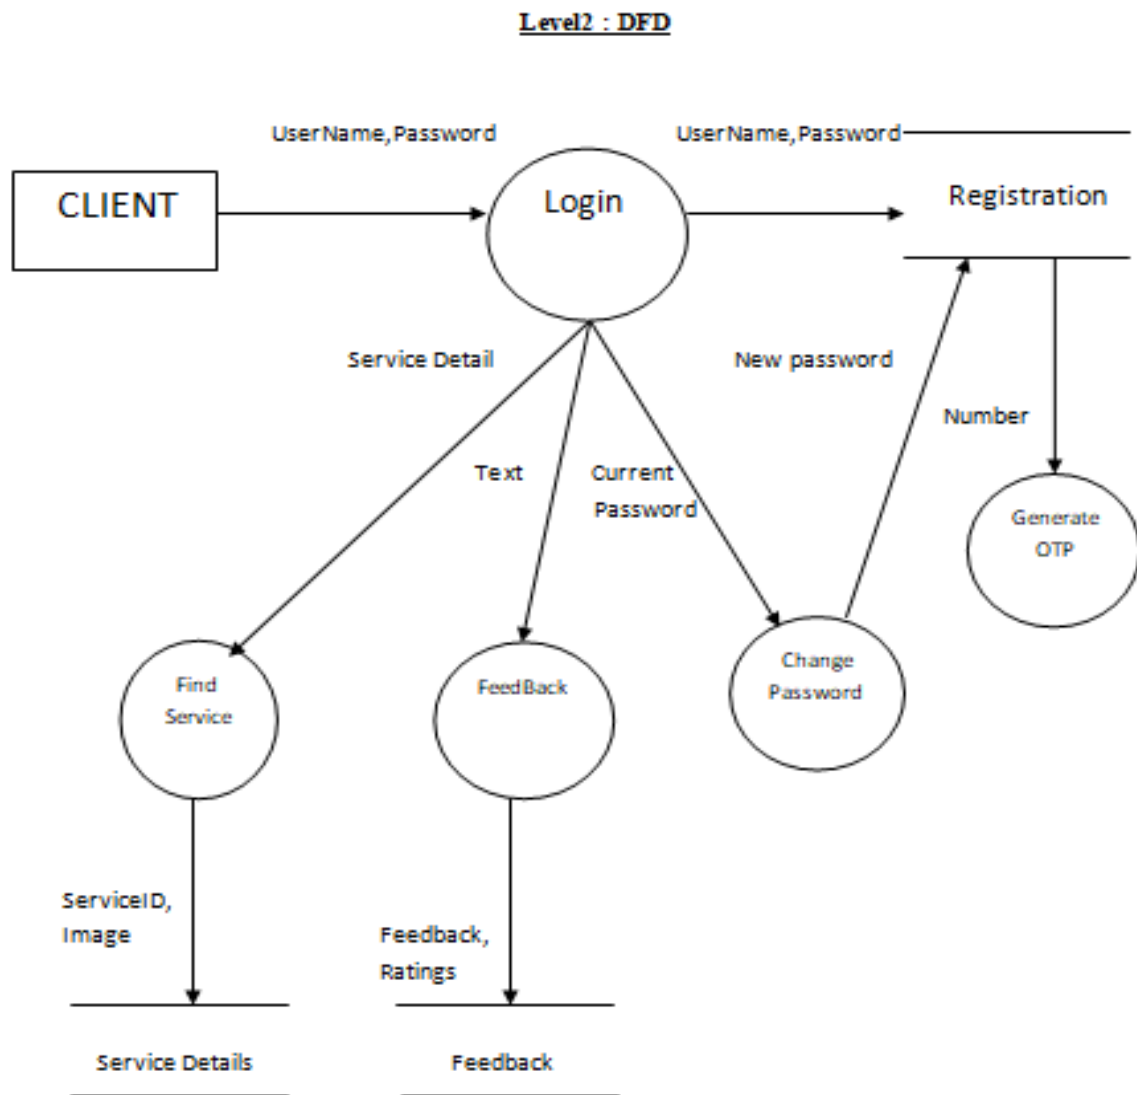 Level2 : DFD
UserName,Password
UserName,Password
CLIENT
Login
Registration
Service Detail
New password
Number
Text
Current
Password
Generate
OTP
Find
Service
FeedBack
Change
Password
ServiceID,
Image
Feedback,
Ratings
Service Details
Feedback